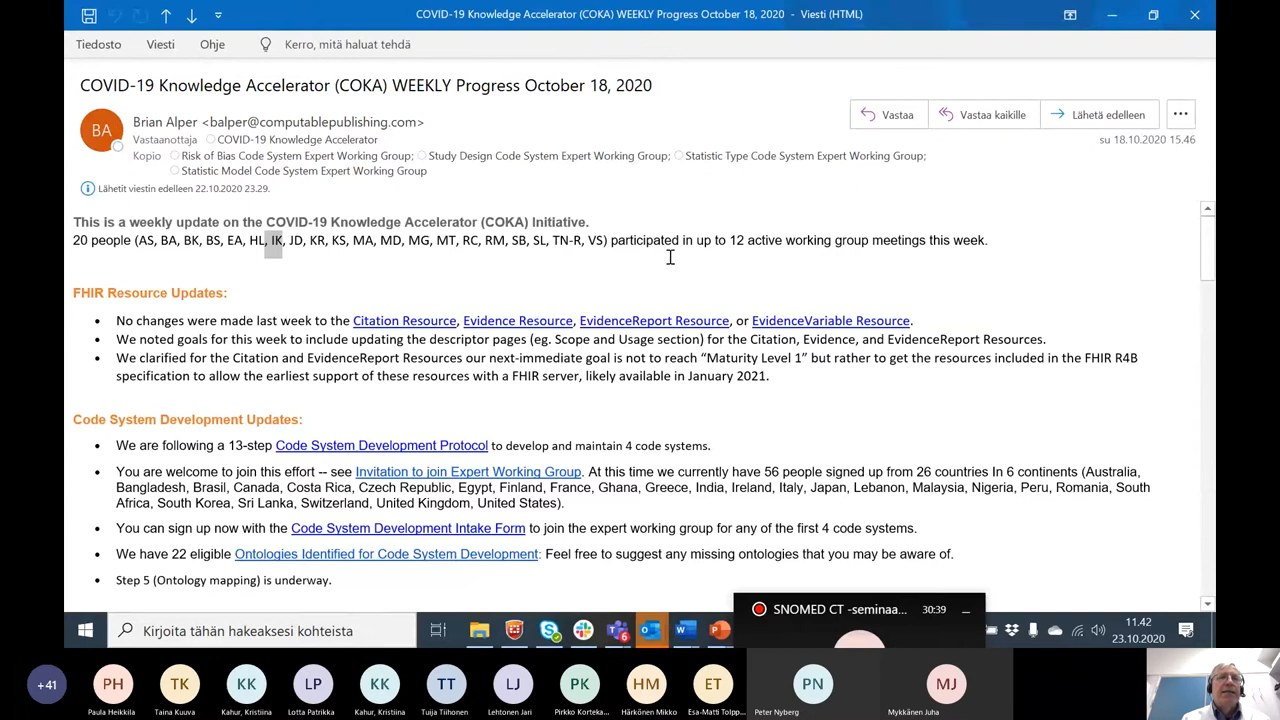 COVID-19 Knowledge Accelerator (COKA) WEEKLY Progress October 18, 2020 - Viesti (HTML)
Tiedosto Viesti Ohje Kerro, mitä haluat tehdä
COVID-19 Knowledge Accelerator (COKA) WEEKLY Progress October 18, 2020
BA
Brian Alper <balper@computablepublishing.com>
Vastaanottaja COVID-19 Knowledge Accelerator
Kopio Risk of Bias Code System Expert Working Group; Study Design Code System Expert Working Group; Statistic Type Code System Expert Working Group;
Statistic Model Code System Expert Working Group
Vastaa Vastaa kaikille Lähetä edelleen ...
su 18.10.2020 15.46
Lähetit viestin edelleen 22.10.2020 23.29.
This is a weekly update on the COVID-19 Knowledge Accelerator (COKA) Initiative.
20 people (AS, BA, BK, BS, EA, HL, IK, JD, KR, KS, MA, MD, MG, MT, RC, RM, SB, SL, TN-R, VS) participated in up to 12 active working group meetings this week.
FHIR Resource Updates:
• No changes were made last week to the Citation Resource, Evidence Resource, EvidenceReport Resource, or EvidenceVariable Resource.
• We noted goals for this week to include updating the descriptor pages (eg. Scope and Usage section) for the Citation, Evidence, and EvidenceReport Resources.
• We clarified for the Citation and EvidenceReport Resources our next-immediate goal is not to reach “Maturity Level 1” but rather to get the resources included in the FHIR R4B
specification to allow the earliest support of these resources with a FHIR server, likely available in January 2021.
Code System Development Updates:
• We are following a 13-step Code System Development Protocol to develop and maintain 4 code systems.
• You are welcome to join this effort -- see Invitation to join Expert Working Group. At this time we currently have 56 people signed up from 26 countries In 6 continents (Australia,
Bangladesh, Brasil, Canada, Costa Rica, Czech Republic, Egypt, Finland, France, Ghana, Greece, India, Ireland, Italy, Japan, Lebanon, Malaysia, Nigeria, Peru, Romania, South
Africa, South Korea, Sri Lanka, Switzerland, United Kingdom, United States).
• You can sign up now with the Code System Development Intake Form to join the expert working group for any of the first 4 code systems.
• We have 22 eligible Ontologies Identified for Code System Development: Feel free to suggest any missing ontologies that you may be aware of.
• Step 5 (Ontology mapping) is underway.
SNOMED CT -seminaa... 30:39
Kirjoita tähän hakeaksesi kohteista
11.42
23.10.2020
+41 PH TK KK LP KK TT LJ PK HM ET PN MJ
Paula Heikkila Taina Kuuva Kahur, Kristiina Lotta Patrikka Kahur, Kristiina Tuija Tiihonen Lehtonen Jari Pirkko Korteka... Härkönen Mikko Esa-Matti Tolpp... Peter Nyberg Mykkänen Juha